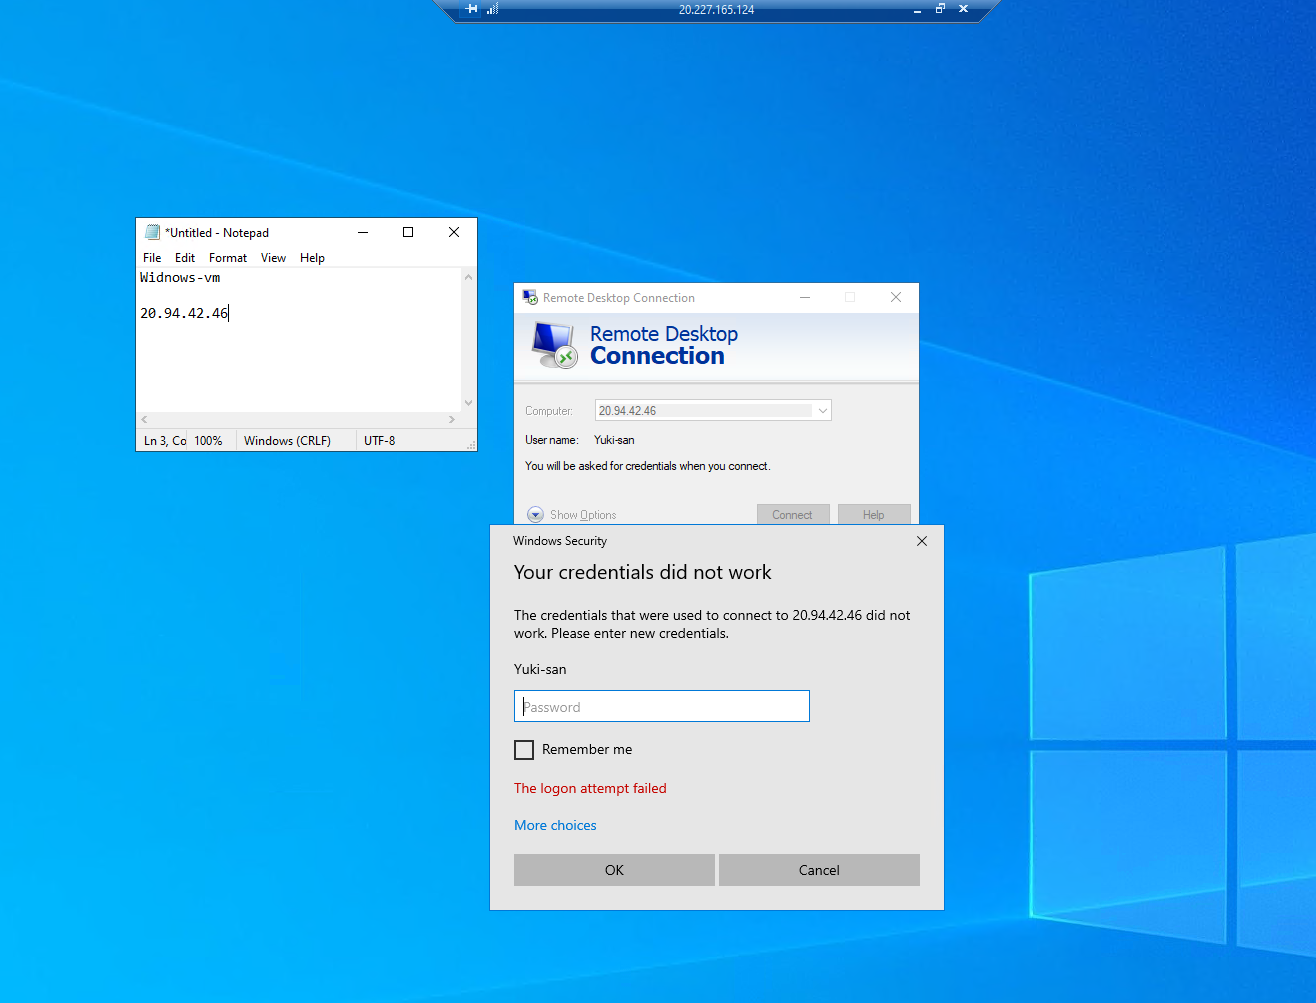 20.227.165.124
*Untitled - Notepad
File Edit Format View Help
Widnows-vm
20.94.42.46
Ln 3, Co 100% Windows (CRLF) UTF-8
Remote Desktop Connection
Remote Desktop
Connection
Computer: 20.94.42.46
User name: Yuki-san
You will be asked for credentials when you connect.
Show Options Connect Help
Windows Security
Your credentials did not work
The credentials that were used to connect to 20.94.42.46 did not
work. Please enter new credentials.
Yuki-san
Password
Remember me
The logon attempt failed
More choices
OK Cancel